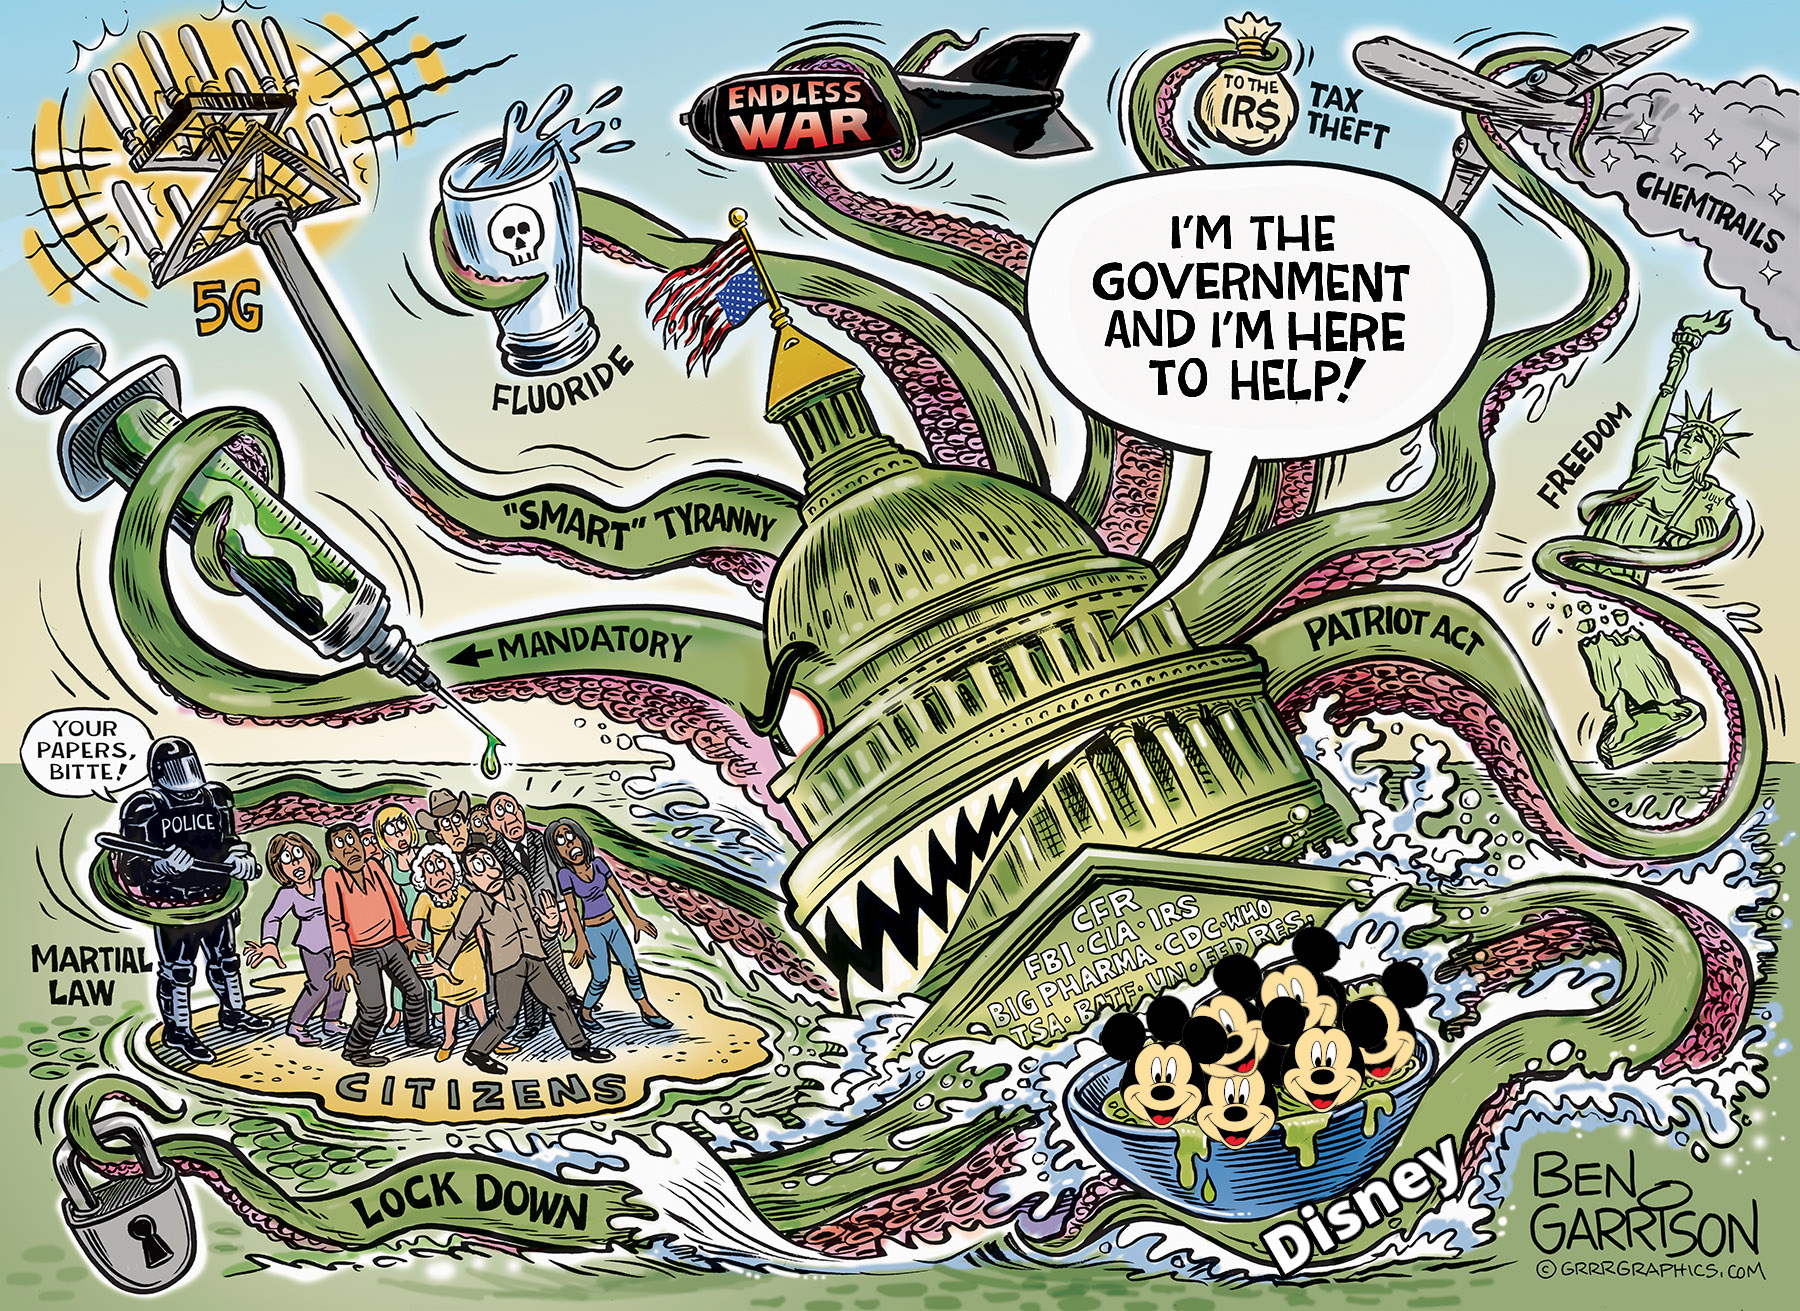 ENDLESS
WAR
TO THE
IR$
TAX
THEFT
CHEMTRAILS
5G
FLUORIDE
I'M THE
GOVERNMENT
AND I'M HERE
TO HELP!
FREEDOM
JULY
4
"SMART" TYRANNY
MANDATORY
PATRIOT ACT
YOUR
PAPERS,
BITTE!
POLICE
MARTIAL
LAW
CITIZENS
CFR
FBI·CIA·IRS
BIG PHARMA·CDC·WHO
TSA·BATF·UN·FED RES.
LOCK DOWN
Disney
BEN
GARRISON
© GRRRGRAPHICS.COM